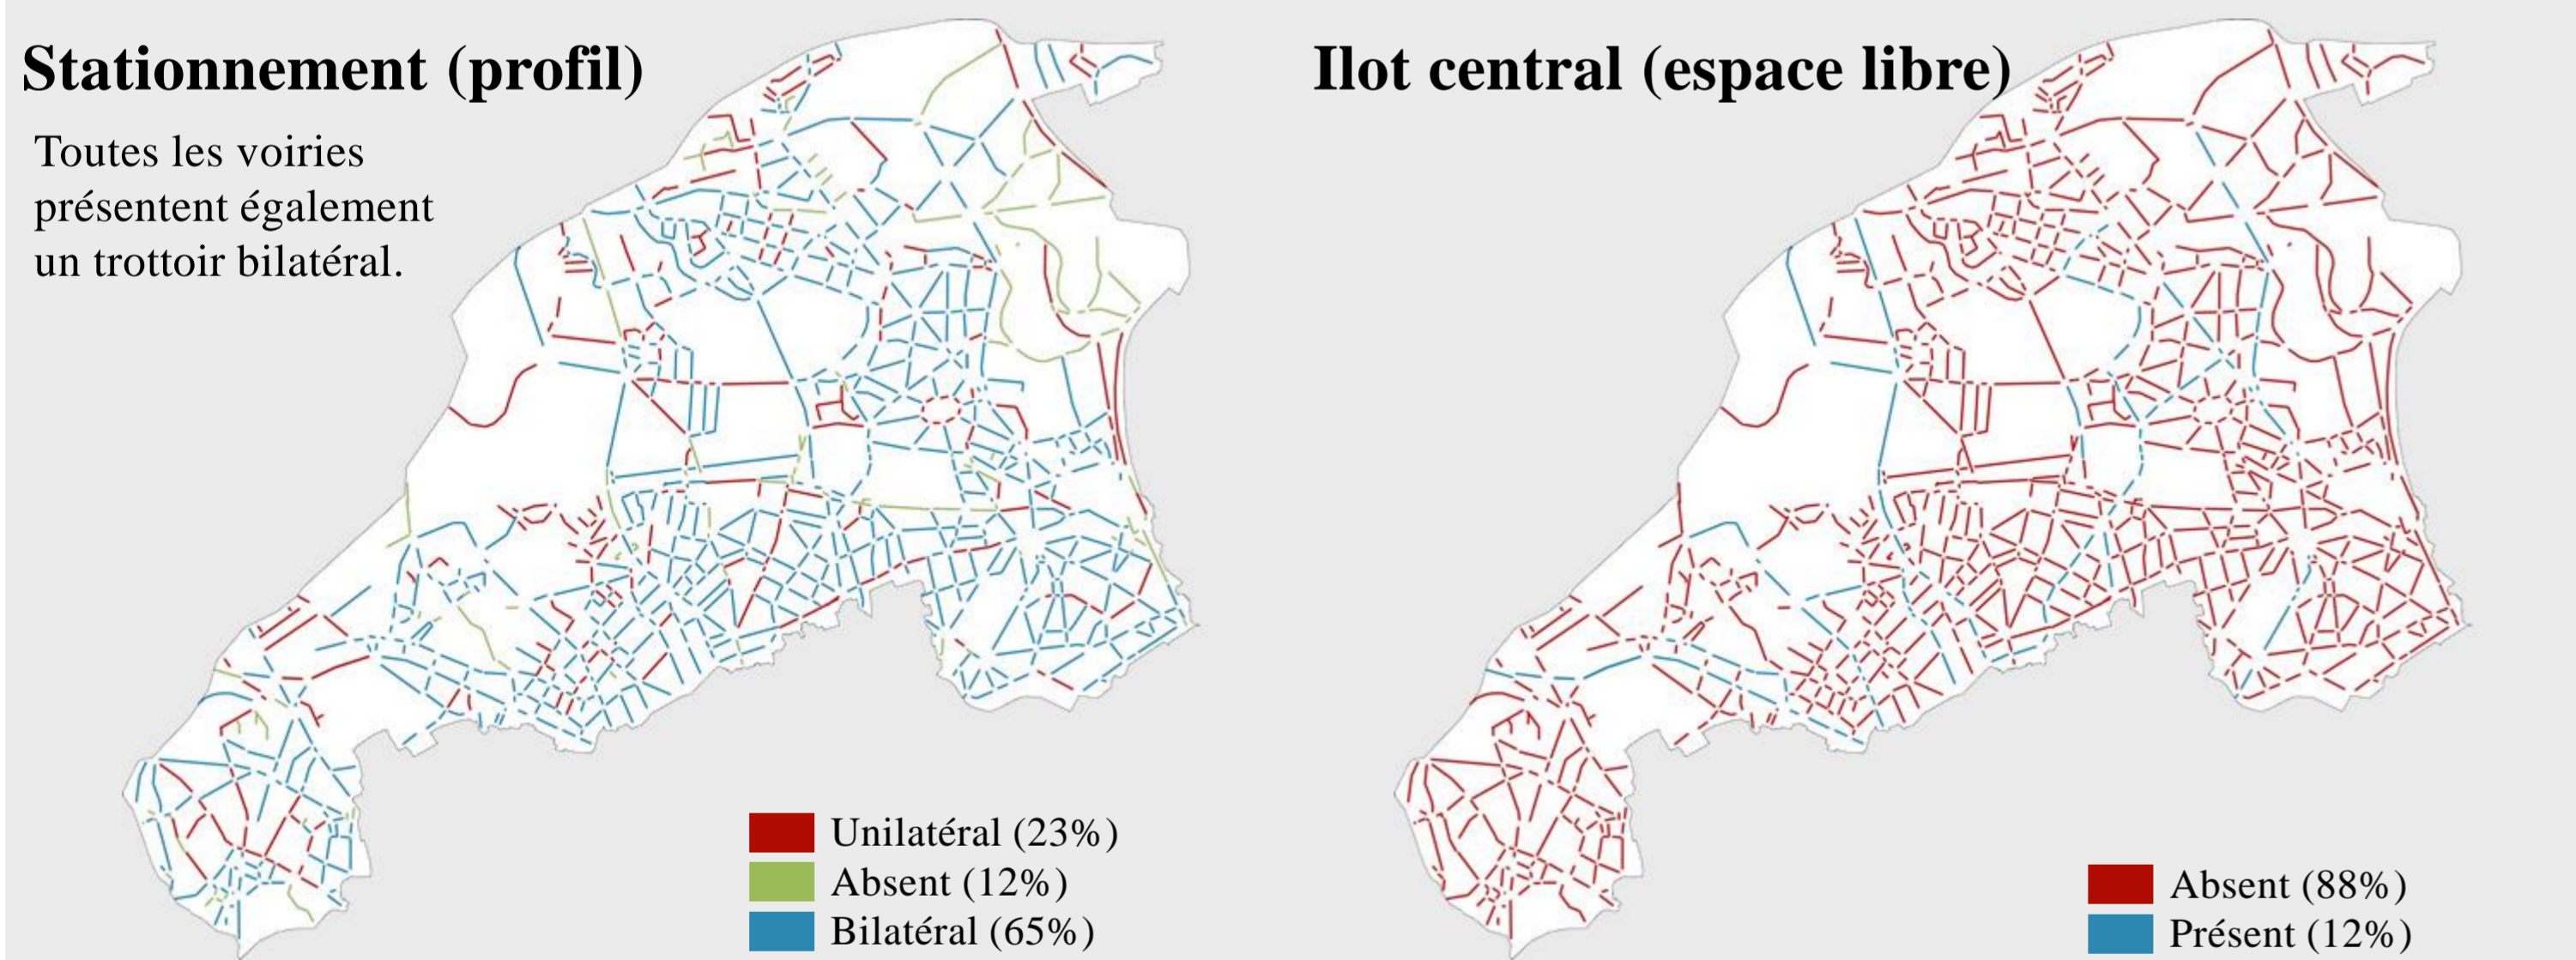 Stationnement (profil)
Toutes les voiries
présentent également
un trottoir bilatéral.
Unilatéral (23%)
Absent (12%)
Bilatéral (65%)
Ilot central (espace libre)
Absent (88%)
Présent (12%)